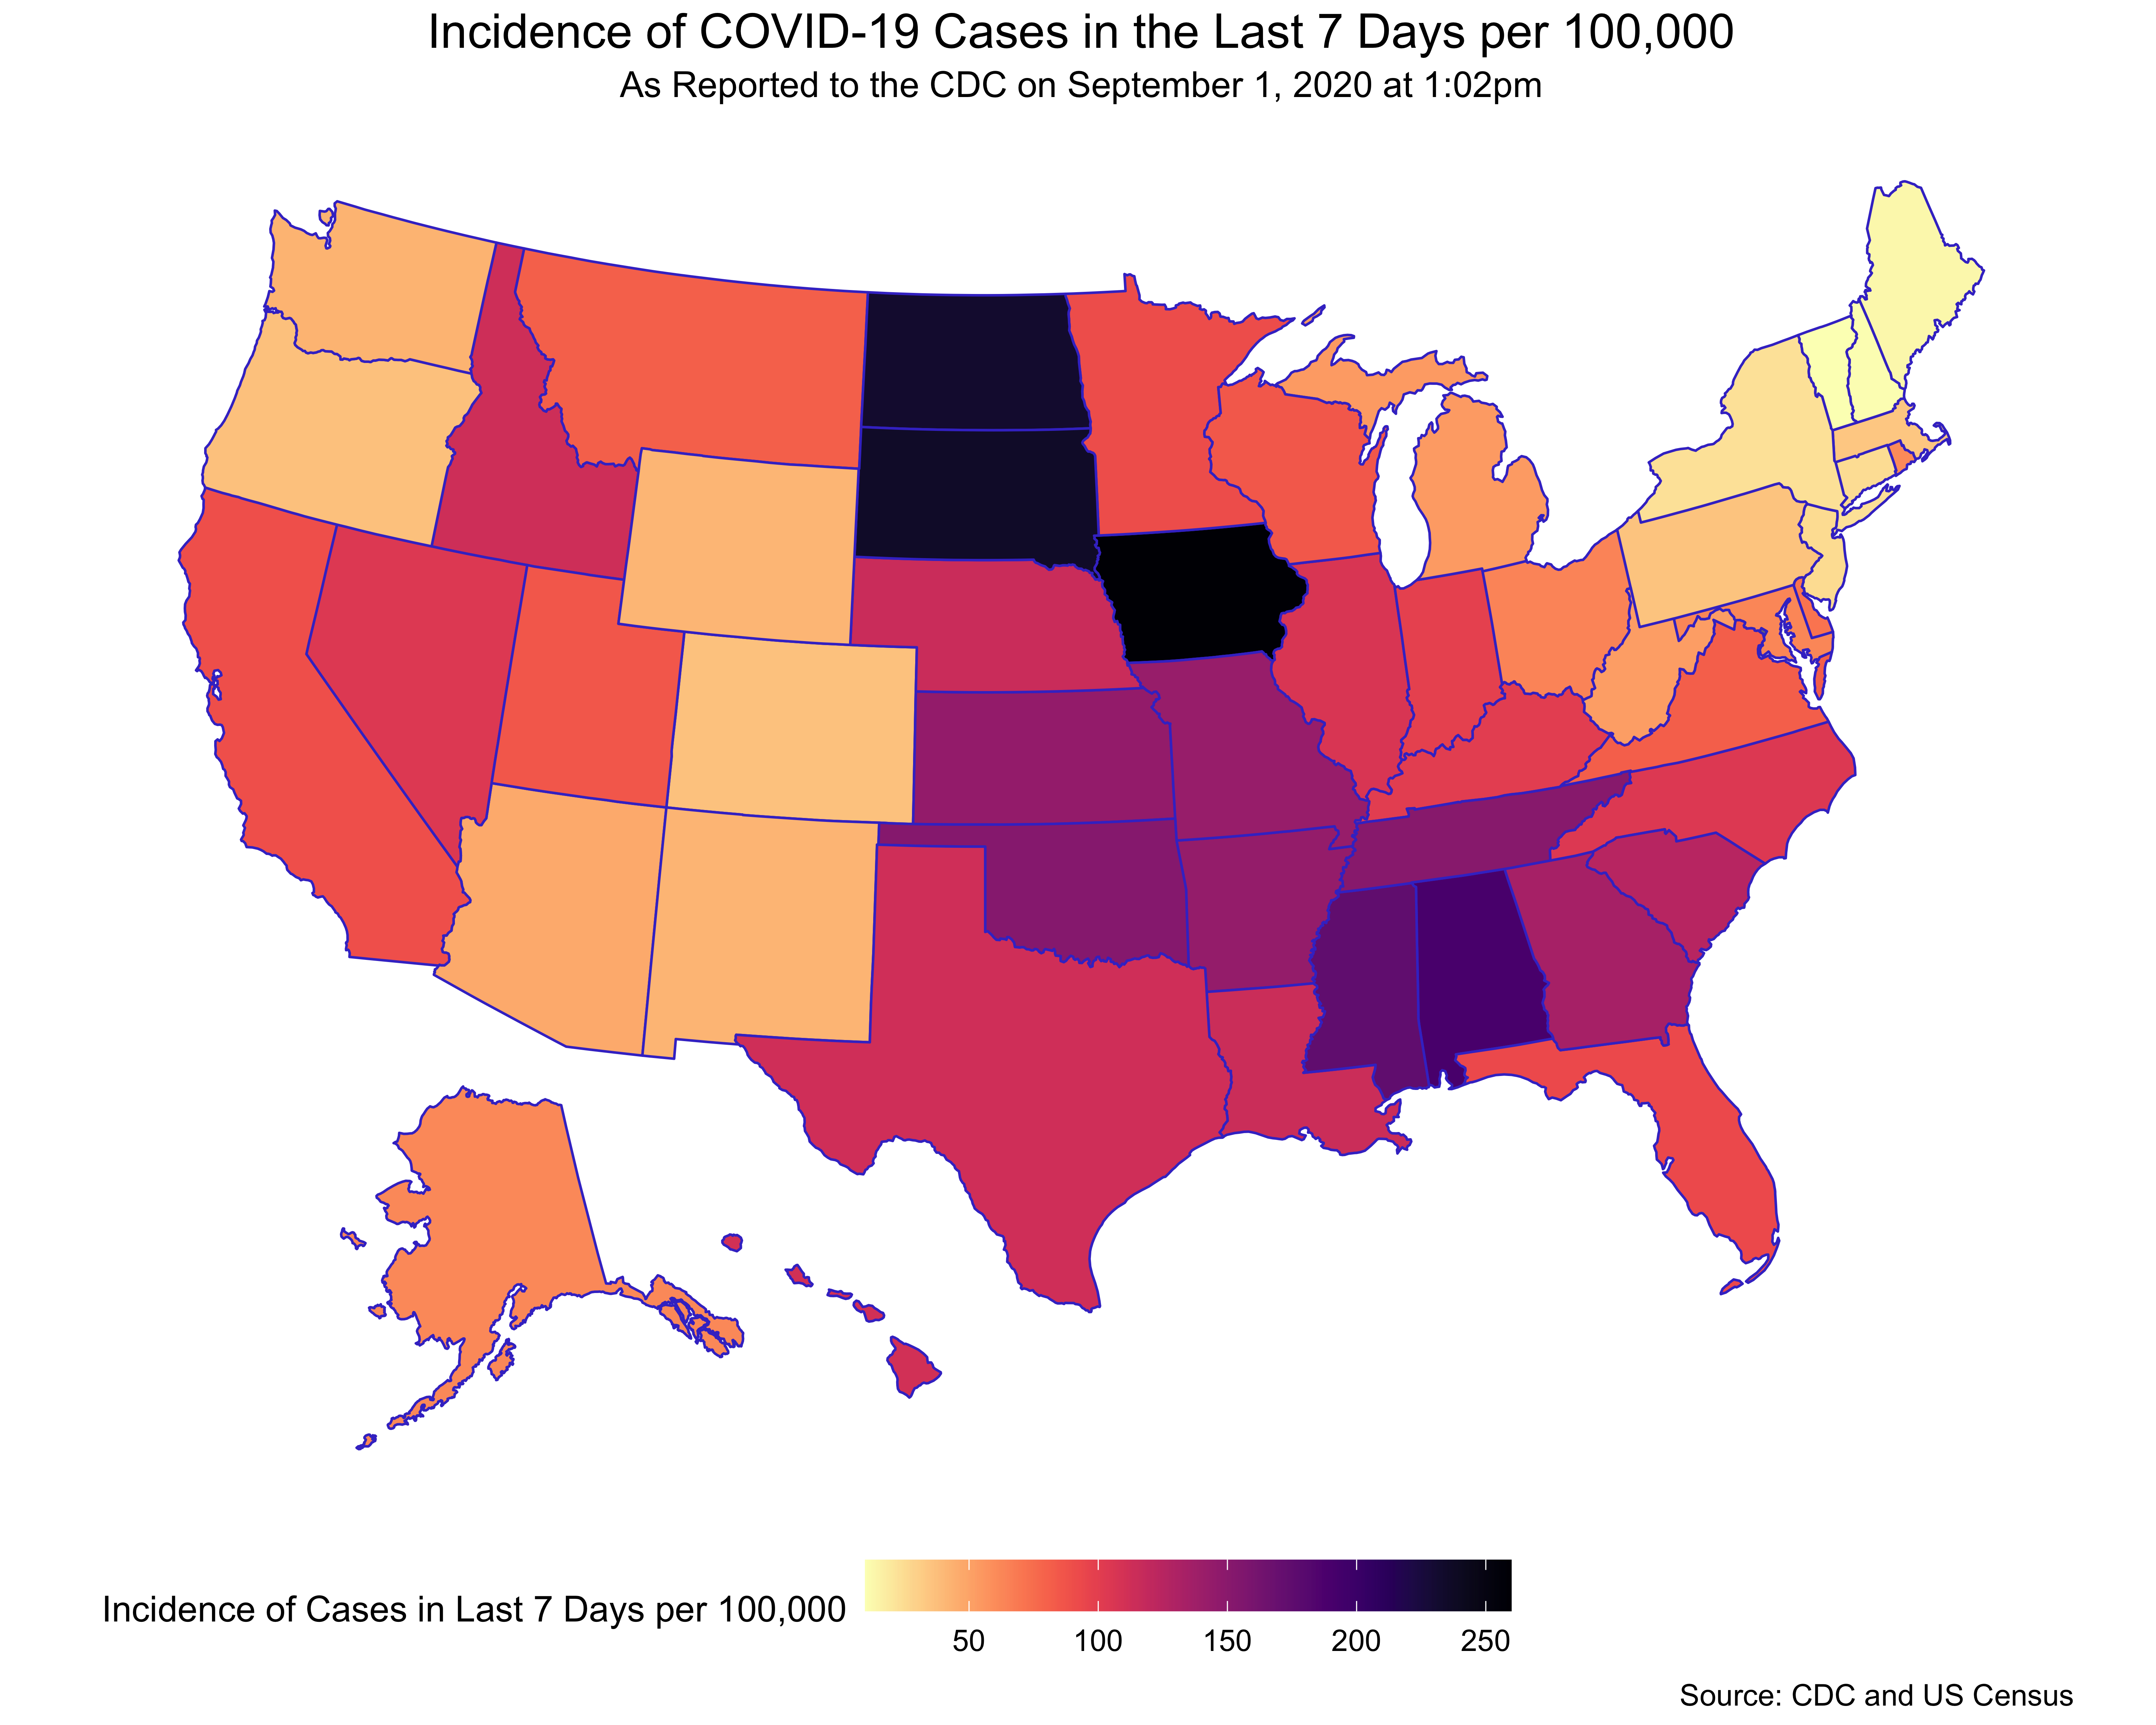 Incidence of COVID-19 Cases in the Last 7 Days per 100,000
As Reported to the CDC on September 1, 2020 at 1:02pm
Incidence of Cases in Last 7 Days per 100,000
50 100 150 200 250
Source: CDC and US Census